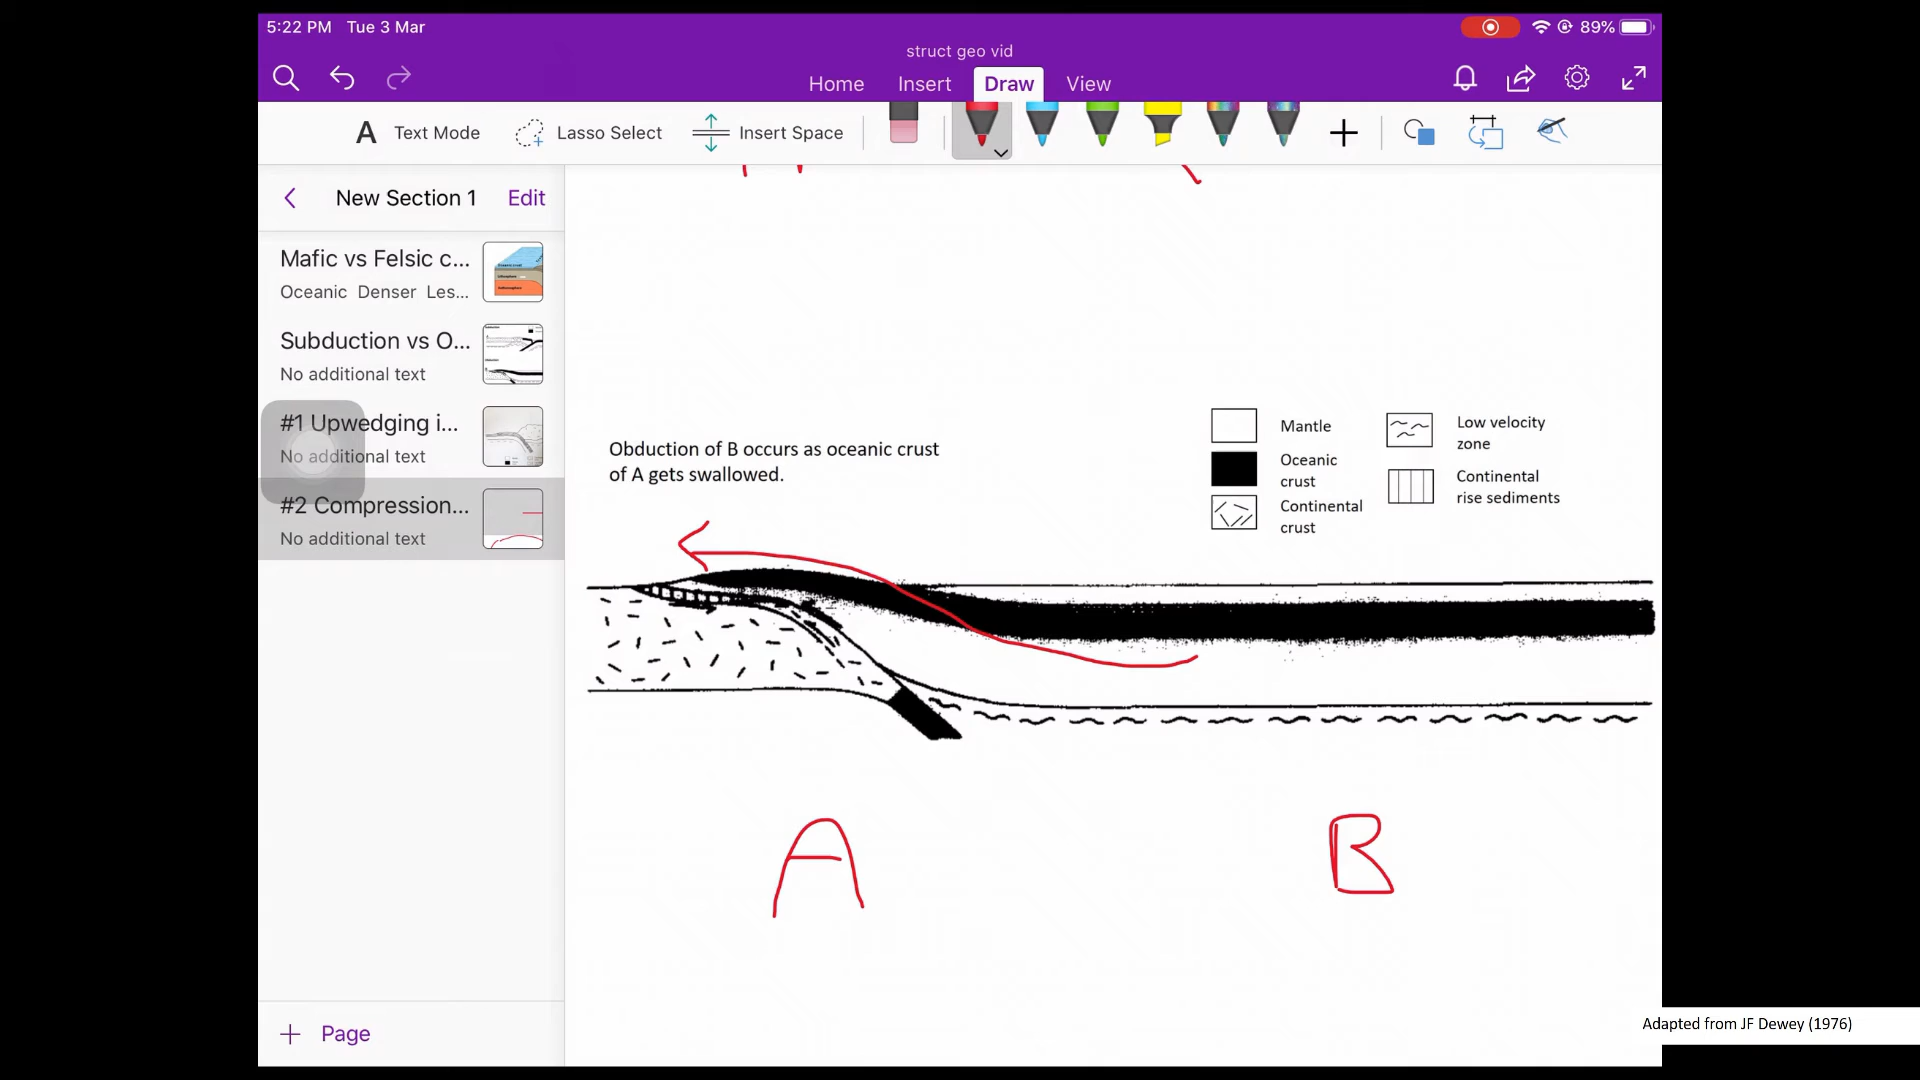 5:22 PM Tue 3 Mar
89%
struct geo vid
Home Insert Draw View
A Text Mode Lasso Select Insert Space
New Section 1 Edit
Mafic vs Felsic c...
Oceanic Denser Les...
Subduction vs O...
No additional text
#1 Upwedging i...
No additional text
#2 Compression...
No additional text
Page
Obduction of B occurs as oceanic crust
of A gets swallowed.
Mantle
Oceanic
crust
Continental
crust
Low velocity
zone
Continental
rise sediments
A B
Adapted from JF Dewey (1976)